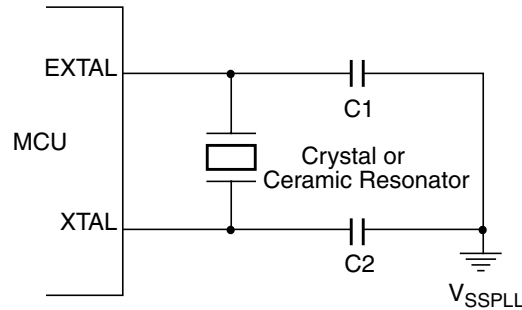 EXTAL
C1
MCU
Crystal or
Ceramic Resonator
XTAL
C2
VSSPLL